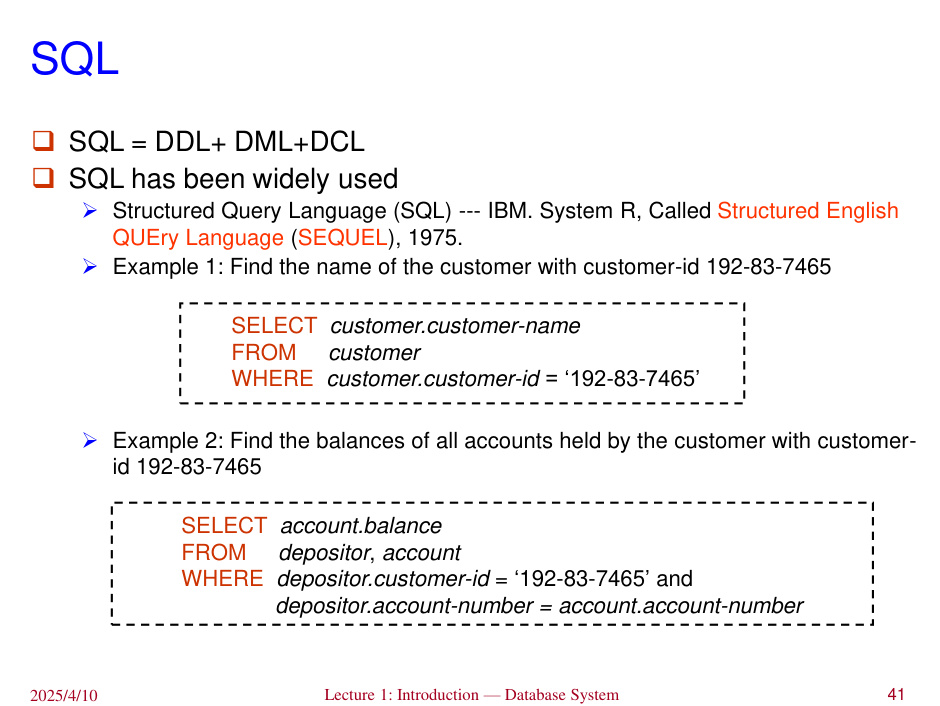 SQL
SQL = DDL+ DML+DCL
SQL has been widely used
Structured Query Language (SQL) --- IBM. System R, Called Structured English
QUEry Language (SEQUEL), 1975.
Example 1: Find the name of the customer with customer-id 192-83-7465
SELECT customer.customer-name
FROM customer
WHERE customer.customer-id = ‘192-83-7465’
Example 2: Find the balances of all accounts held by the customer with customer-
id 192-83-7465
SELECT account.balance
FROM depositor, account
WHERE depositor.customer-id = ‘192-83-7465’ and
depositor.account-number = account.account-number
2025/4/10 Lecture 1: Introduction — Database System 41